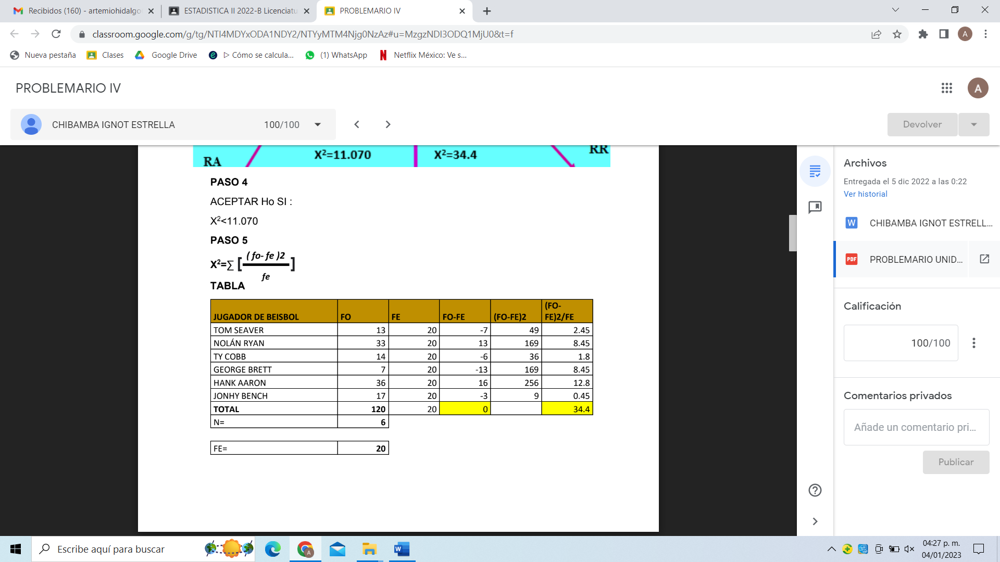 Recibidos (160) - artemiohidalgo
ESTADISTICA II 2022-B Licenciatu
PROBLEMARIO IV
classroom.google.com/g/tg/NTI4MDYxODA1NDY2/NTYyMTM4Njg0NzAz#u=MzgzNDI3ODQ1MjU0&t=f
Nueva pestaña
Clases
Google Drive
▷ Cómo se calcula...
(1) WhatsApp
Netflix México: Ve s...
PROBLEMARIO IV
A
CHIBAMBA IGNOT ESTRELLA 100/100
Devolver
RA X²=11.070 X²=34.4 RR
PASO 4
ACEPTAR Ho SI :
X²<11.070
PASO 5
X²=∑ [(fo-fe)2 / fe]
TABLA
JUGADOR DE BEISBOL FO FE FO-FE (FO-FE)2 (FO-FE)2/FE
TOM SEAVER 13 20 -7 49 2.45
NOLÁN RYAN 33 20 13 169 8.45
TY COBB 14 20 -6 36 1.8
GEORGE BRETT 7 20 -13 169 8.45
HANK AARON 36 20 16 256 12.8
JONHY BENCH 17 20 -3 9 0.45
TOTAL 120 20 0 34.4
N= 6
FE= 20
Archivos
Entregada el 5 dic 2022 a las 0:22
Ver historial
CHIBAMBA IGNOT ESTRELL...
PROBLEMARIO UNID...
Calificación
100/100
Comentarios privados
Añade un comentario pri...
Publicar
Escribe aquí para buscar
04:27 p. m.
04/01/2023